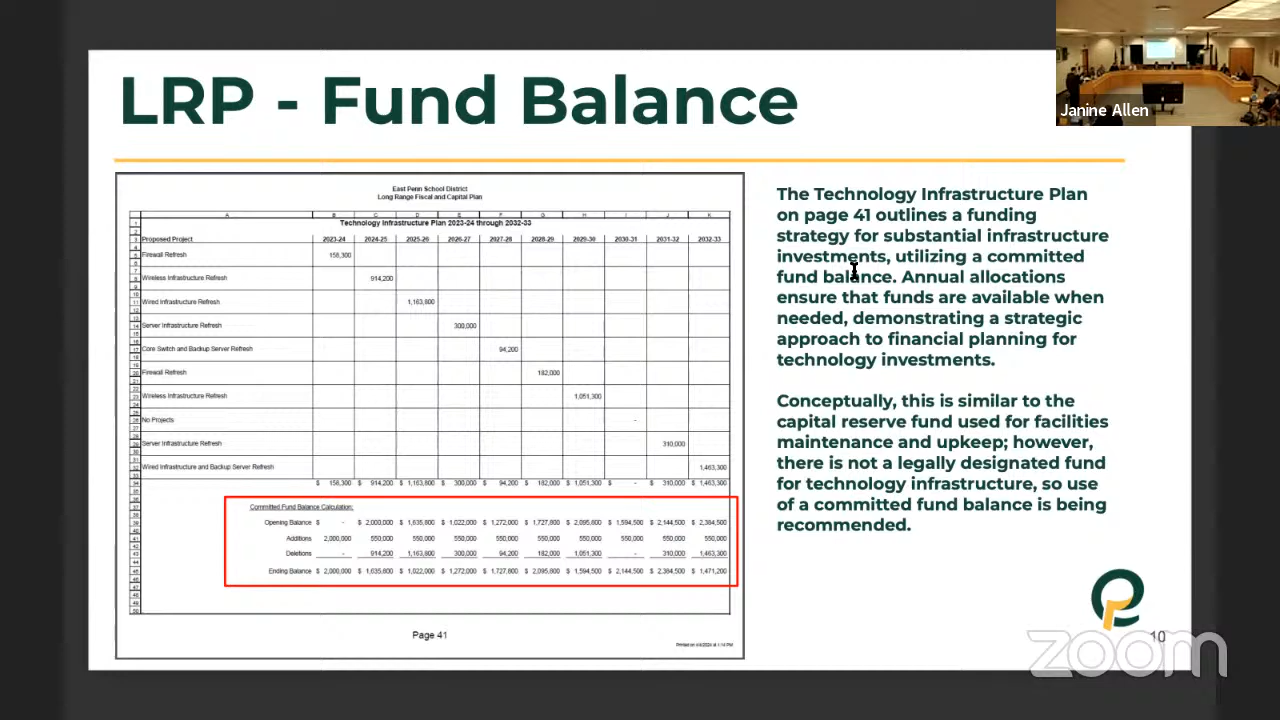 LRP - Fund Balance
Janine Allen
East Penn School District
Long Range Fiscal and Capital Plan
A B C D E F G H I J K
Technology Infrastructure Plan 2023-24 through 2032-33
Proposed Project 2023-24 2024-25 2025-26 2026-27 2027-28 2028-29 2029-30 2030-31 2031-32 2032-33
Firewall Refresh 158,300
Wireless Infrastructure Refresh 914,200
Wired Infrastructure Refresh 1,163,800
Server Infrastructure Refresh 300,000
Core Switch and Backup Server Refresh 94,200
Firewall Refresh 182,000
Wireless Infrastructure Refresh 1,051,300
No Projects -
Server Infrastructure Refresh 310,000
Wired Infrastructure and Backup Server Refresh 1,463,300
$ 158,300 $ 914,200 $ 1,163,800 $ 300,000 $ 94,200 $ 182,000 $ 1,051,300 $ - $ 310,000 $ 1,463,300
Committed Fund Balance Calculation:
Opening Balance $ - $ 2,000,000 $ 1,635,800 $ 1,022,000 $ 1,272,000 $ 1,727,800 $ 2,095,800 $ 1,594,500 $ 2,144,500 $ 2,384,500
Additions 2,000,000 550,000 550,000 550,000 550,000 550,000 550,000 550,000 550,000 550,000
Deletions - 914,200 1,163,800 300,000 94,200 182,000 1,051,300 - 310,000 1,463,300
Ending Balance $ 2,000,000 $ 1,635,800 $ 1,022,000 $ 1,272,000 $ 1,727,800 $ 2,095,800 $ 1,594,500 $ 2,144,500 $ 2,384,500 $ 1,471,200
Page 41
The Technology Infrastructure Plan
on page 41 outlines a funding
strategy for substantial infrastructure
investments, utilizing a committed
fund balance. Annual allocations
ensure that funds are available when
needed, demonstrating a strategic
approach to financial planning for
technology investments.
Conceptually, this is similar to the
capital reserve fund used for facilities
maintenance and upkeep; however,
there is not a legally designated fund
for technology infrastructure, so use
of a committed fund balance is being
recommended.
10
zoom